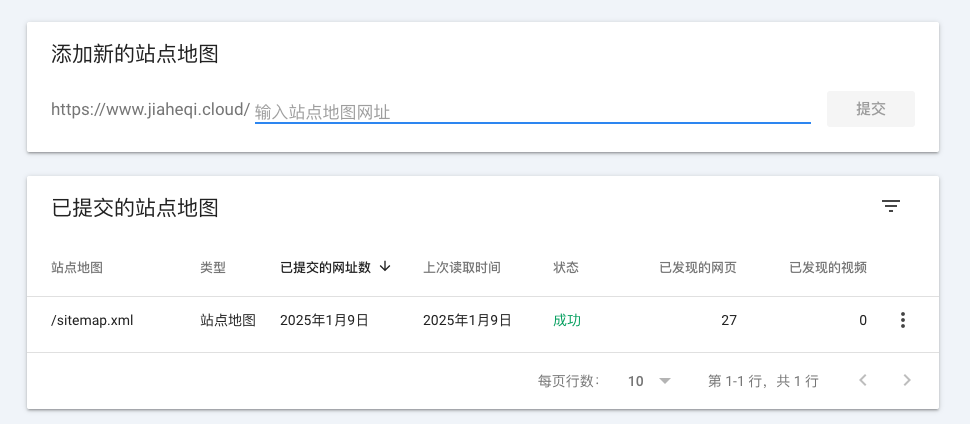 添加新的站点地图
https://www.jiaheqi.cloud/ 输入站点地图网址 提交
已提交的站点地图
站点地图 类型 已提交的网址数 ↓ 上次读取时间 状态 已发现的网页 已发现的视频
/sitemap.xml 站点地图 2025年1月9日 2025年1月9日 成功 27 0
每页行数： 10 第 1-1 行，共 1 行